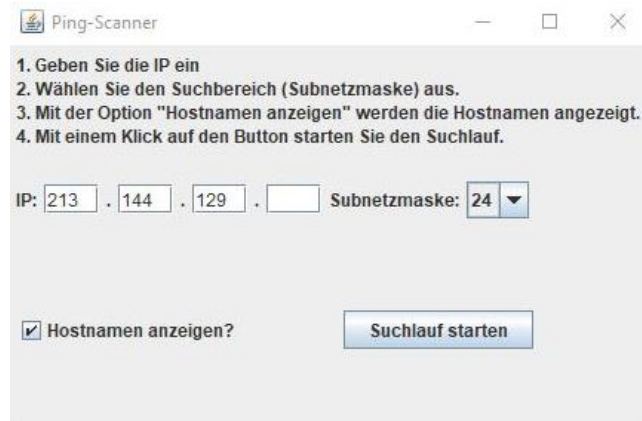 Ping-Scanner
1. Geben Sie die IP ein
2. Wählen Sie den Suchbereich (Subnetzmaske) aus.
3. Mit der Option "Hostnamen anzeigen" werden die Hostnamen angezeigt.
4. Mit einem Klick auf den Button starten Sie den Suchlauf.
IP: 213 . 144 . 129 . Subnetzmaske: 24
Hostnamen anzeigen? Suchlauf starten